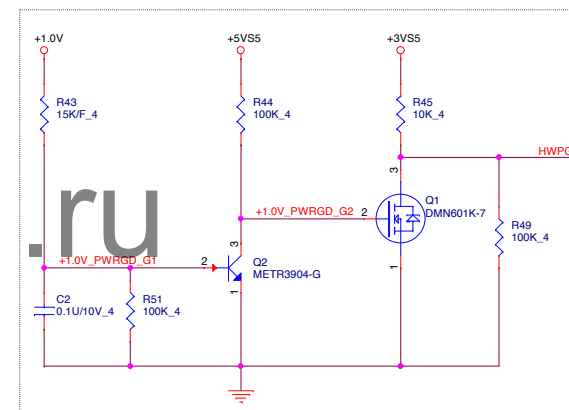 +1.0V
+5VS5
+3VS5
R43
15K/F_4
R44
100K_4
R45
10K_4
HWPG
3
Q1
DMN601K-7
+1.0V_PWRGD_G2
2
R49
100K_4
.ru
+1.0V_PWRGD_G1
2
3
Q2
METR3904-G
1
1
C2
0.1U/10V_4
R51
100K_4